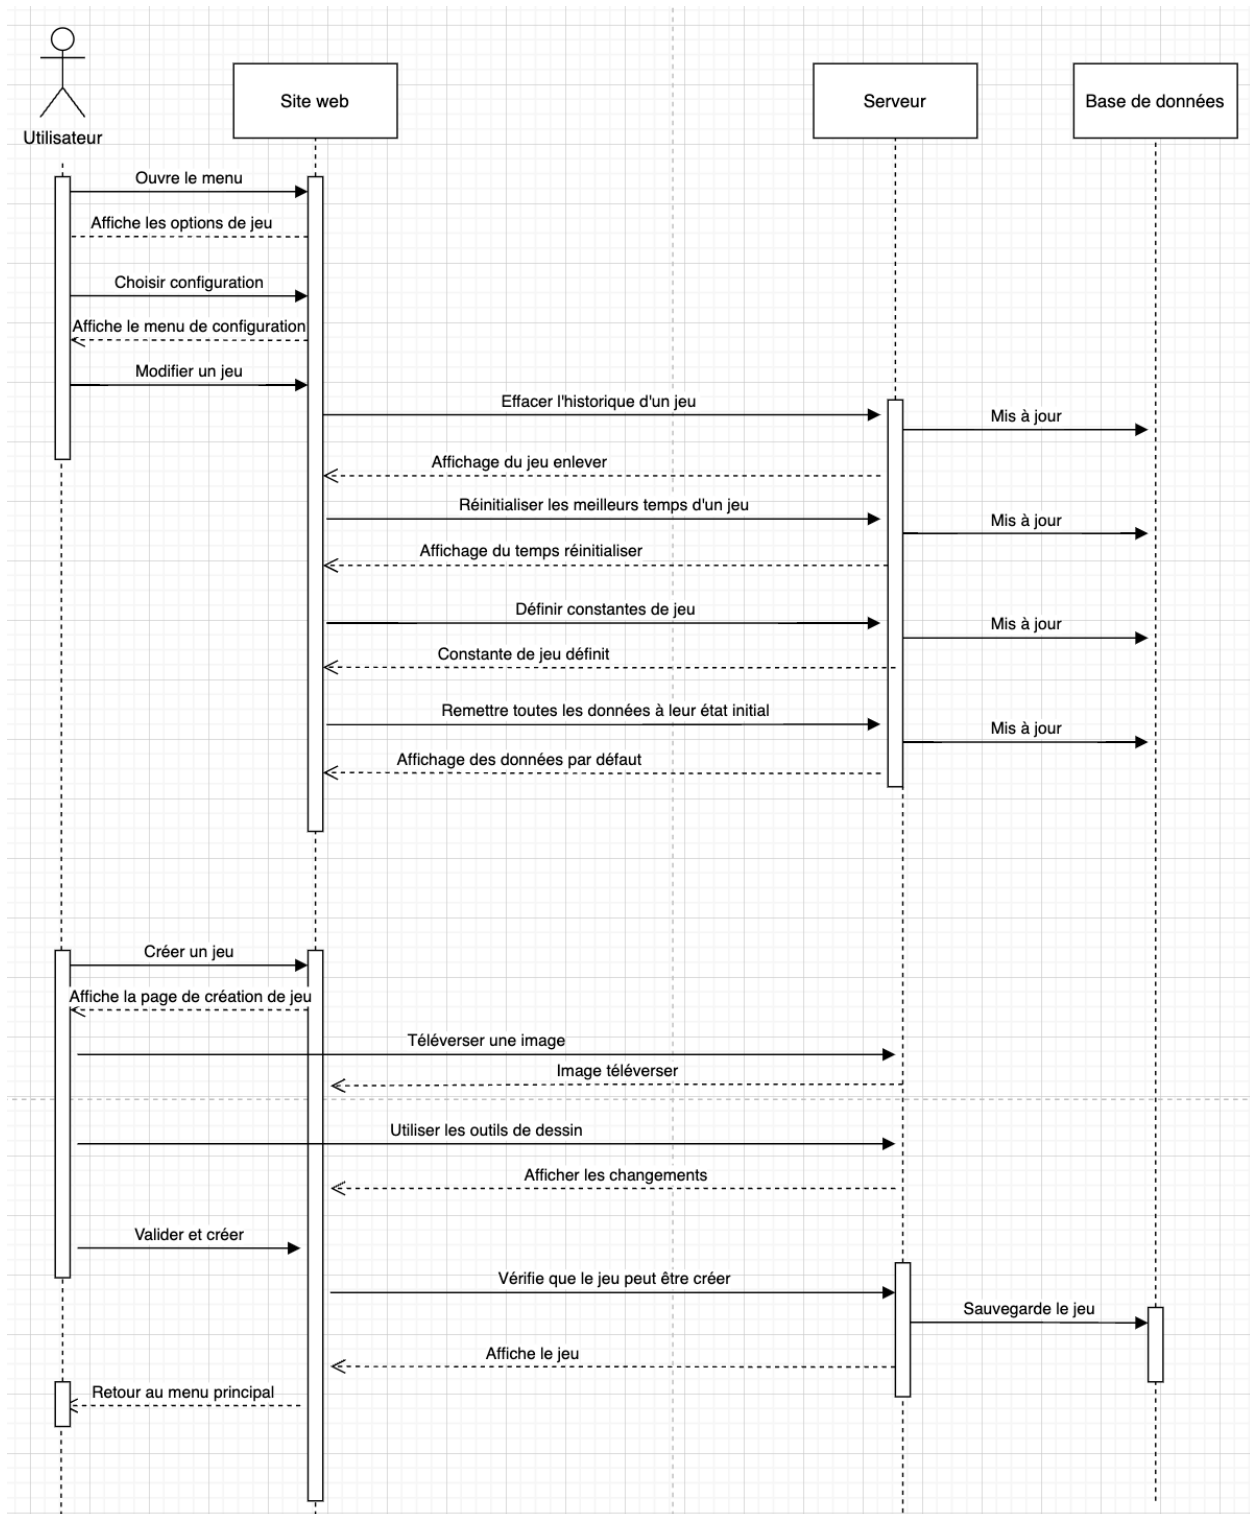 Utilisateur
Site web
Serveur
Base de données
Ouvre le menu
Affiche les options de jeu
Choisir configuration
Affiche le menu de configuration
Modifier un jeu
Effacer l'historique d'un jeu
Mis à jour
Affichage du jeu enlever
Réinitialiser les meilleurs temps d'un jeu
Mis à jour
Affichage du temps réinitialiser
Définir constantes de jeu
Mis à jour
Constante de jeu définit
Remettre toutes les données à leur état initial
Mis à jour
Affichage des données par défaut
Créer un jeu
Affiche la page de création de jeu
Téléverser une image
Image téléverser
Utiliser les outils de dessin
Afficher les changements
Valider et créer
Vérifie que le jeu peut être créer
Sauvegarde le jeu
Affiche le jeu
Retour au menu principal